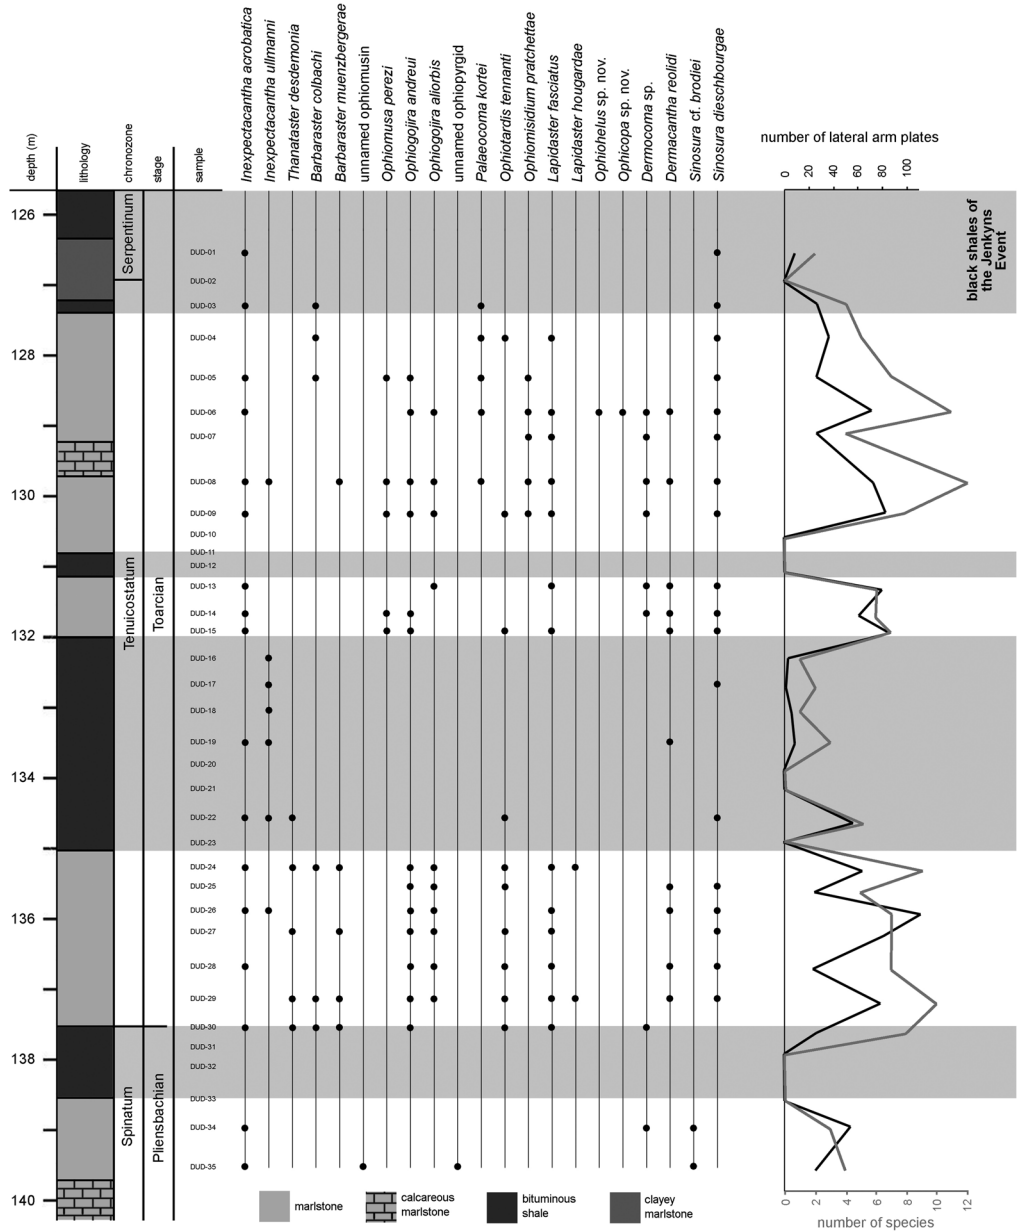 depth (m)
lithology
chronozone
stage
sample
Inexpectacantha acrobatica
Inexpectacantha ullmanni
Thanataster desdemonia
Barbaraster colbachi
Barbaraster muenzbergerae
unnamed ophiomusin
Ophiomusa perezi
Ophiogojira andreui
Ophiogojira aliorbis
unnamed ophiopyrgid
Palaeocoma kortei
Ophiotardis tennanti
Ophiomisidium pratchettae
Lapidaster fasciatus
Lapidaster hougardae
Ophiohelus sp. nov.
Ophicopa sp. nov.
Dermocoma sp.
Dermacantha reolidi
Sinosura cf. brodiei
Sinosura dieschbourgae
number of lateral arm plates
0 20 40 60 80 100
126
128
130
132
134
136
138
140
Serpentinum
Tenuicostatum
Spinatum
Toarcian
Pliensbachian
DUD-01
DUD-02
DUD-03
DUD-04
DUD-05
DUD-06
DUD-07
DUD-08
DUD-09
DUD-10
DUD-11
DUD-12
DUD-13
DUD-14
DUD-15
DUD-16
DUD-17
DUD-18
DUD-19
DUD-20
DUD-21
DUD-22
DUD-23
DUD-24
DUD-25
DUD-26
DUD-27
DUD-28
DUD-29
DUD-30
DUD-31
DUD-32
DUD-33
DUD-34
DUD-35
black shales of
the Jenkyns
Event
0 2 4 6 8 10 12
number of species
marlstone
calcareous
marlstone
bituminous
shale
clayey
marlstone